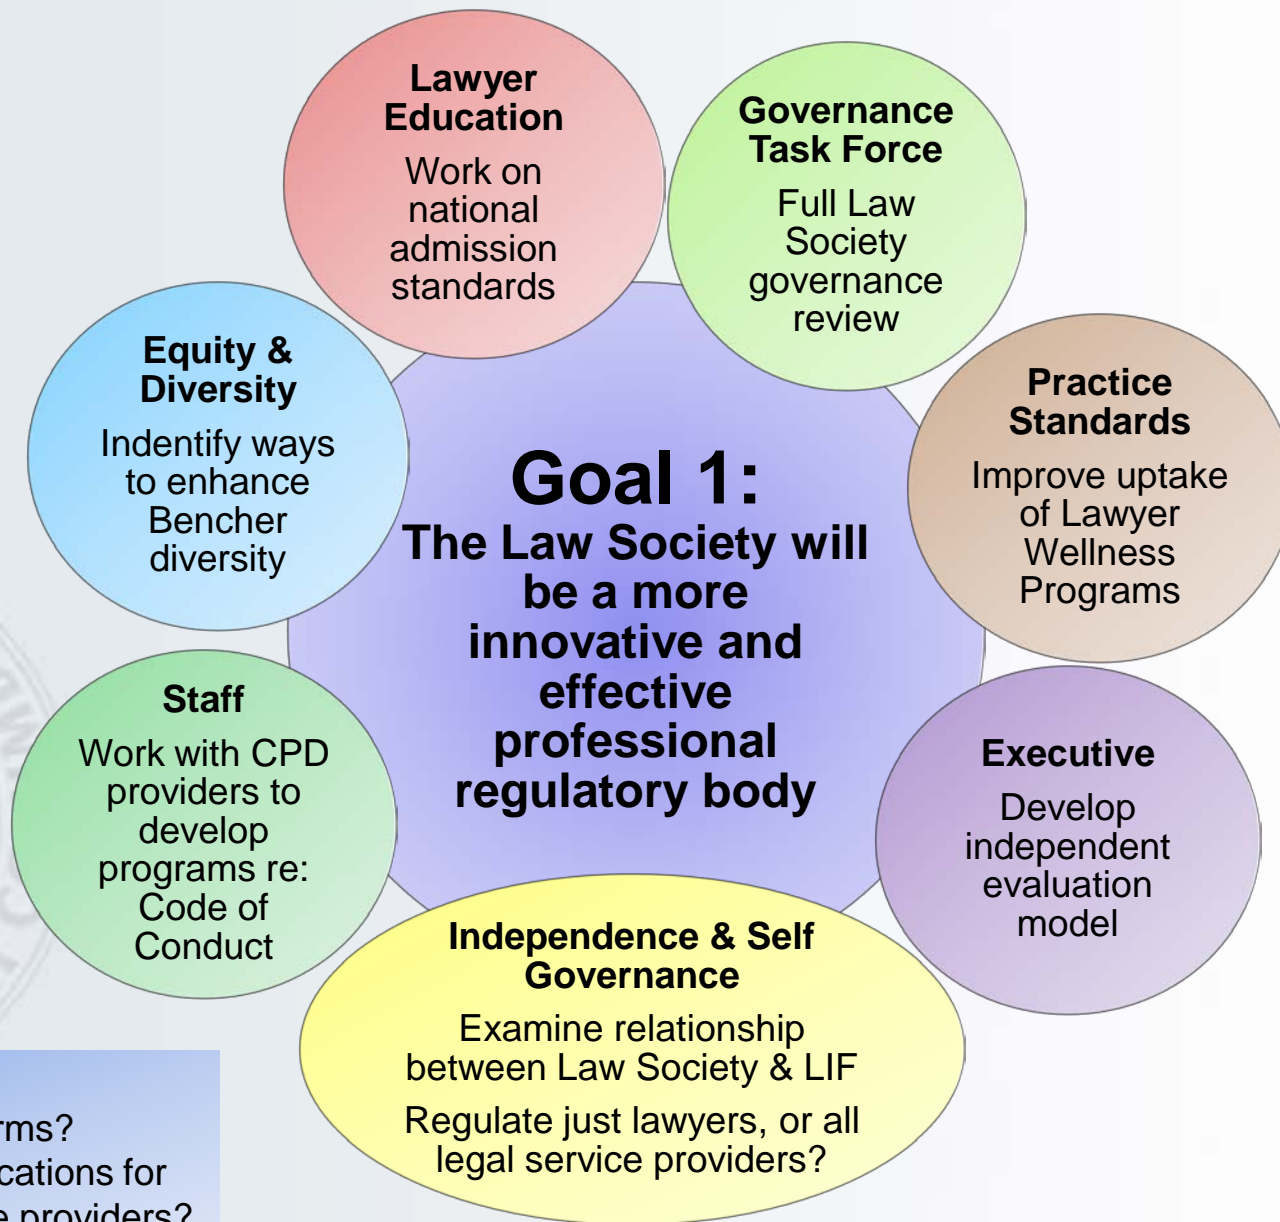 Lawyer
Education
Work on
national
admission
standards
Governance
Task Force
Full Law
Society
governance
review
Equity &
Diversity
Indentify ways
to enhance
Bencher
diversity
Practice
Standards
Improve uptake
of Lawyer
Wellness
Programs
Goal 1:
The Law Society will
be a more
innovative and
effective
professional
regulatory body
Staff
Work with CPD
providers to
develop
programs re:
Code of
Conduct
Executive
Develop
independent
evaluation
model
Independence & Self
Governance
Examine relationship
between Law Society & LIF
Regulate just lawyers, or all
legal service providers?
for
providers?